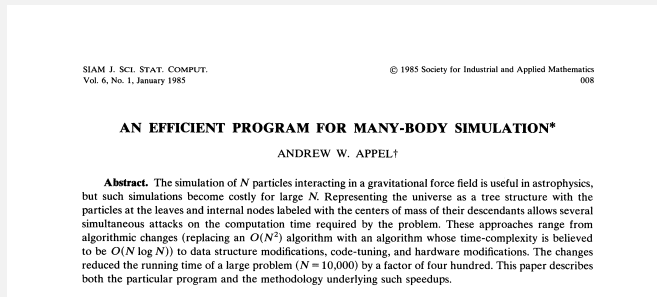 SIAM J. SCI. STAT. COMPUT.
Vol. 6, No. 1, January 1985
© 1985 Society for Industrial and Applied Mathematics
008
AN EFFICIENT PROGRAM FOR MANY-BODY SIMULATION*
ANDREW W. APPEL†
Abstract. The simulation of N particles interacting in a gravitational force field is useful in astrophysics,
but such simulations become costly for large N. Representing the universe as a tree structure with the
particles at the leaves and internal nodes labeled with the centers of mass of their descendants allows several
simultaneous attacks on the computation time required by the problem. These approaches range from
algorithmic changes (replacing an O(N²) algorithm with an algorithm whose time-complexity is believed
to be O(N log N)) to data structure modifications, code-tuning, and hardware modifications. The changes
reduced the running time of a large problem (N = 10,000) by a factor of four hundred. This paper describes
both the particular program and the methodology underlying such speedups.